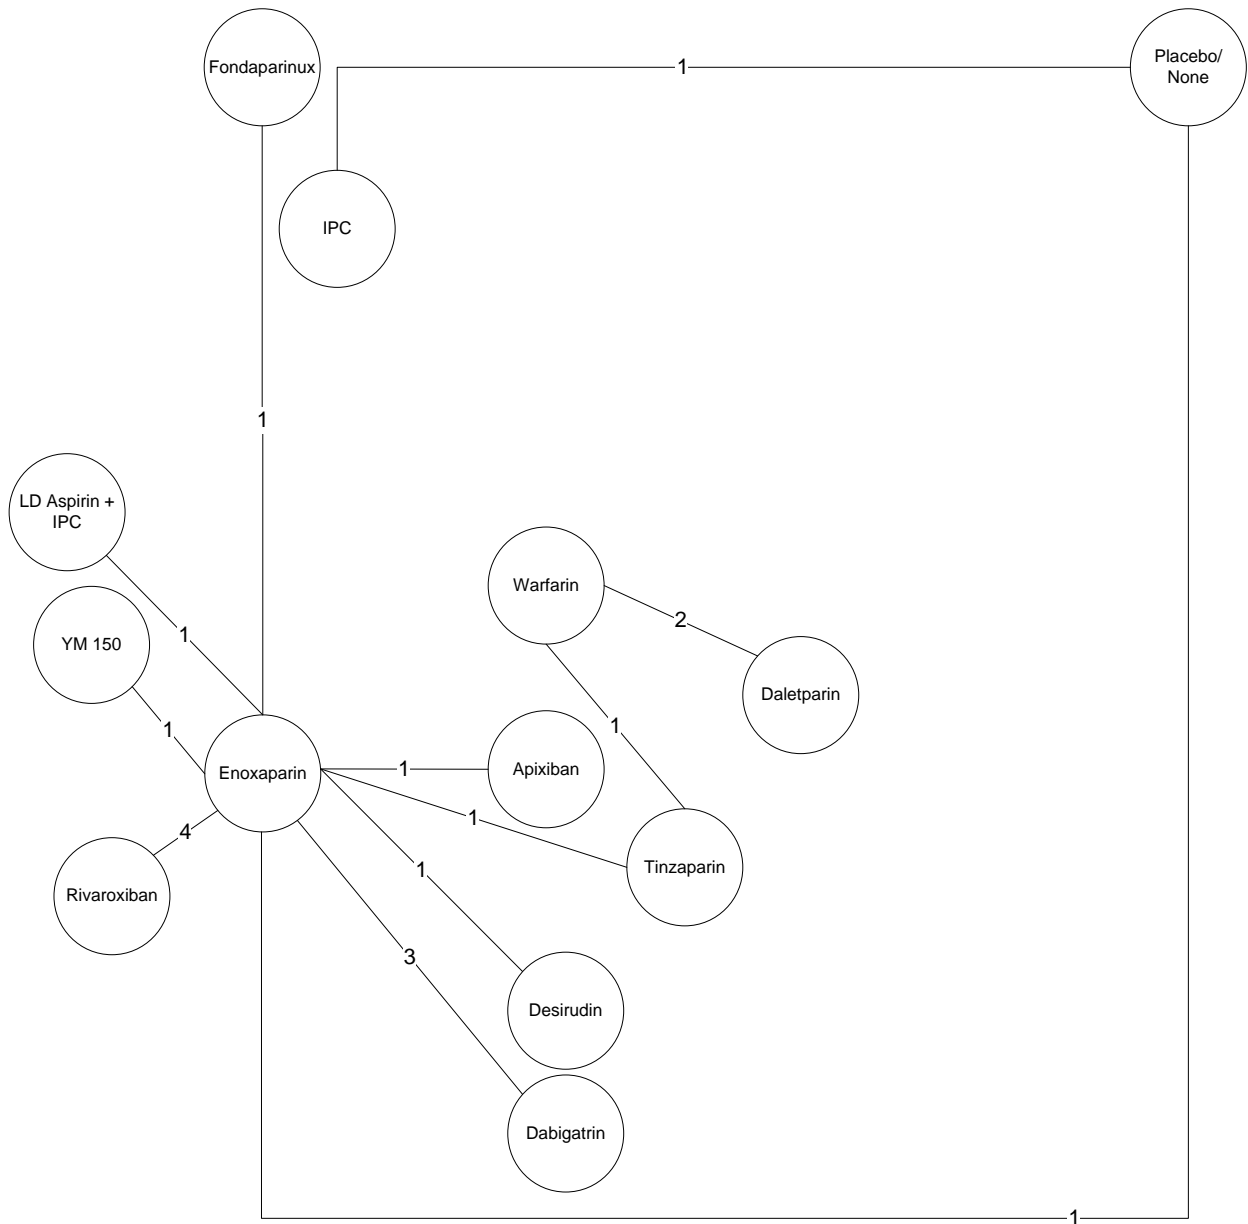 Fondaparinux
1
Placebo/
None
IPC
1
LD Aspirin +
IPC
Warfarin
2
1
YM 150
Daletparin
1
1
Enoxaparin
1
Apixiban
1
4
1
Tinzaparin
Rivaroxiban
3
Desirudin
Dabigatrin
1